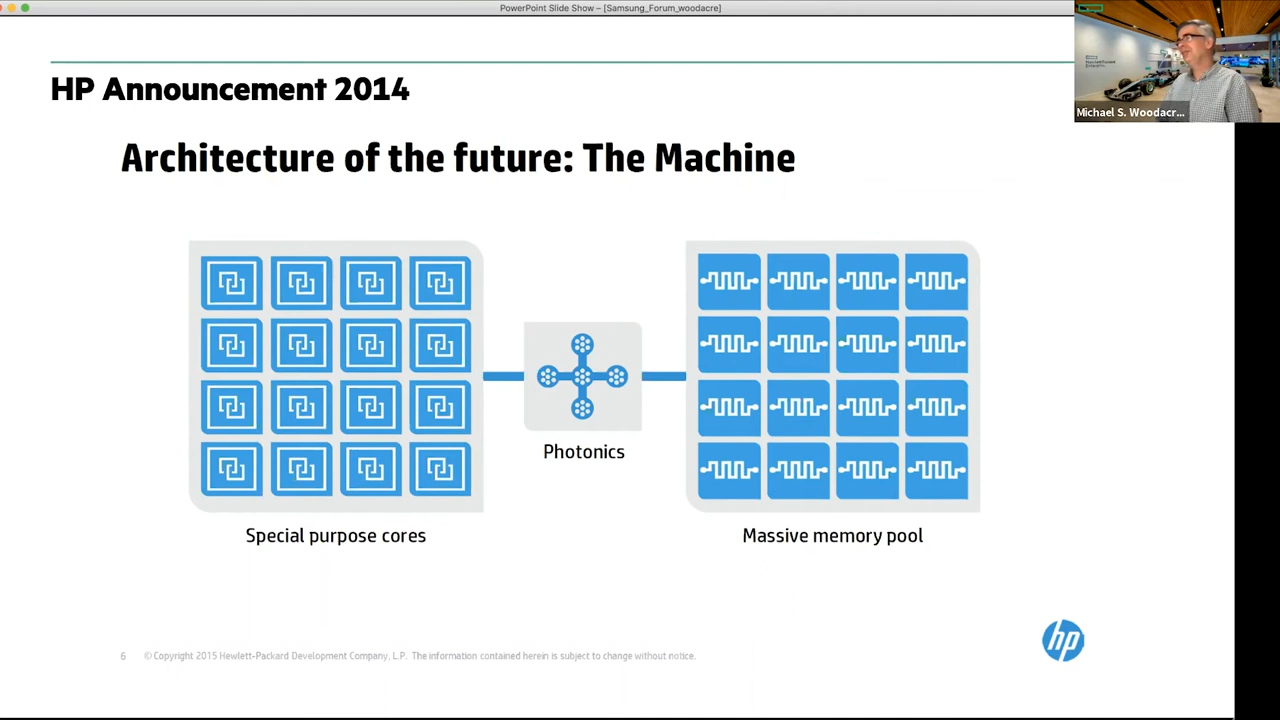 PowerPoint Slide Show – [Samsung_Forum_woodacre]
HP Announcement 2014
Michael S. Woodacr...
Architecture of the future: The Machine
Photonics
Special purpose cores
Massive memory pool
hp
6 © Copyright 2015 Hewlett-Packard Development Company, L.P. The information contained herein is subject to change without notice.